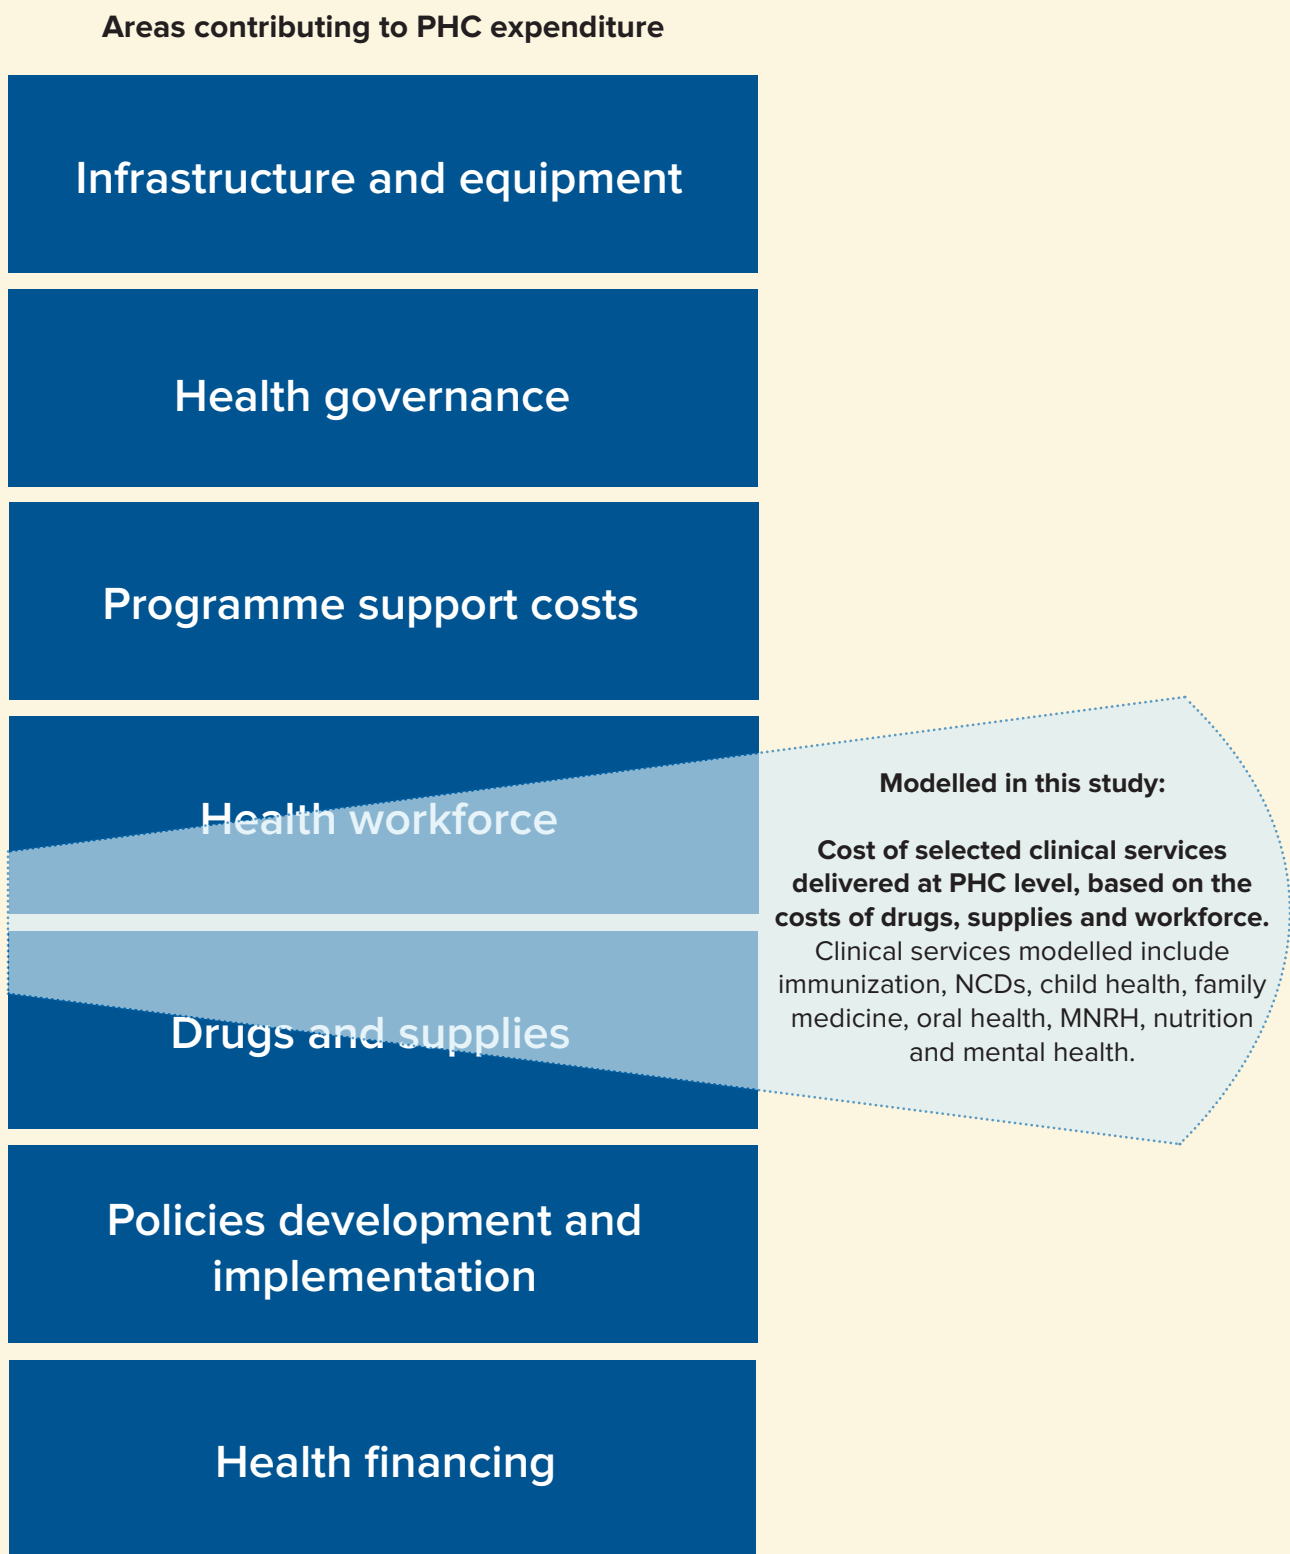 Areas contributing to PHC expenditure
Infrastructure and equipment
Health governance
Programme support costs
Health workforce
Drugs and supplies
Policies development and
implementation
Health financing
Modelled in this study:
Cost of selected clinical services
delivered at PHC level, based on the
costs of drugs, supplies and workforce.
Clinical services modelled include
immunization, NCDs, child health, family
medicine, oral health, MNRH, nutrition
and mental health.